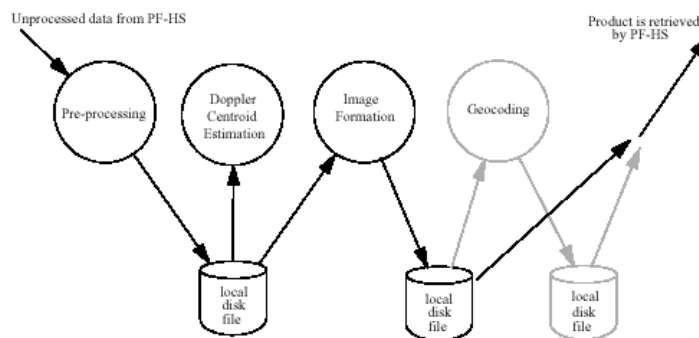 Unprocessed data from PF-HS
Product is retrieved
by PF-HS
Pre-processing
Doppler
Centroid
Estimation
Image
Formation
Geocoding
local
disk
file
local
disk
file
local
disk
file